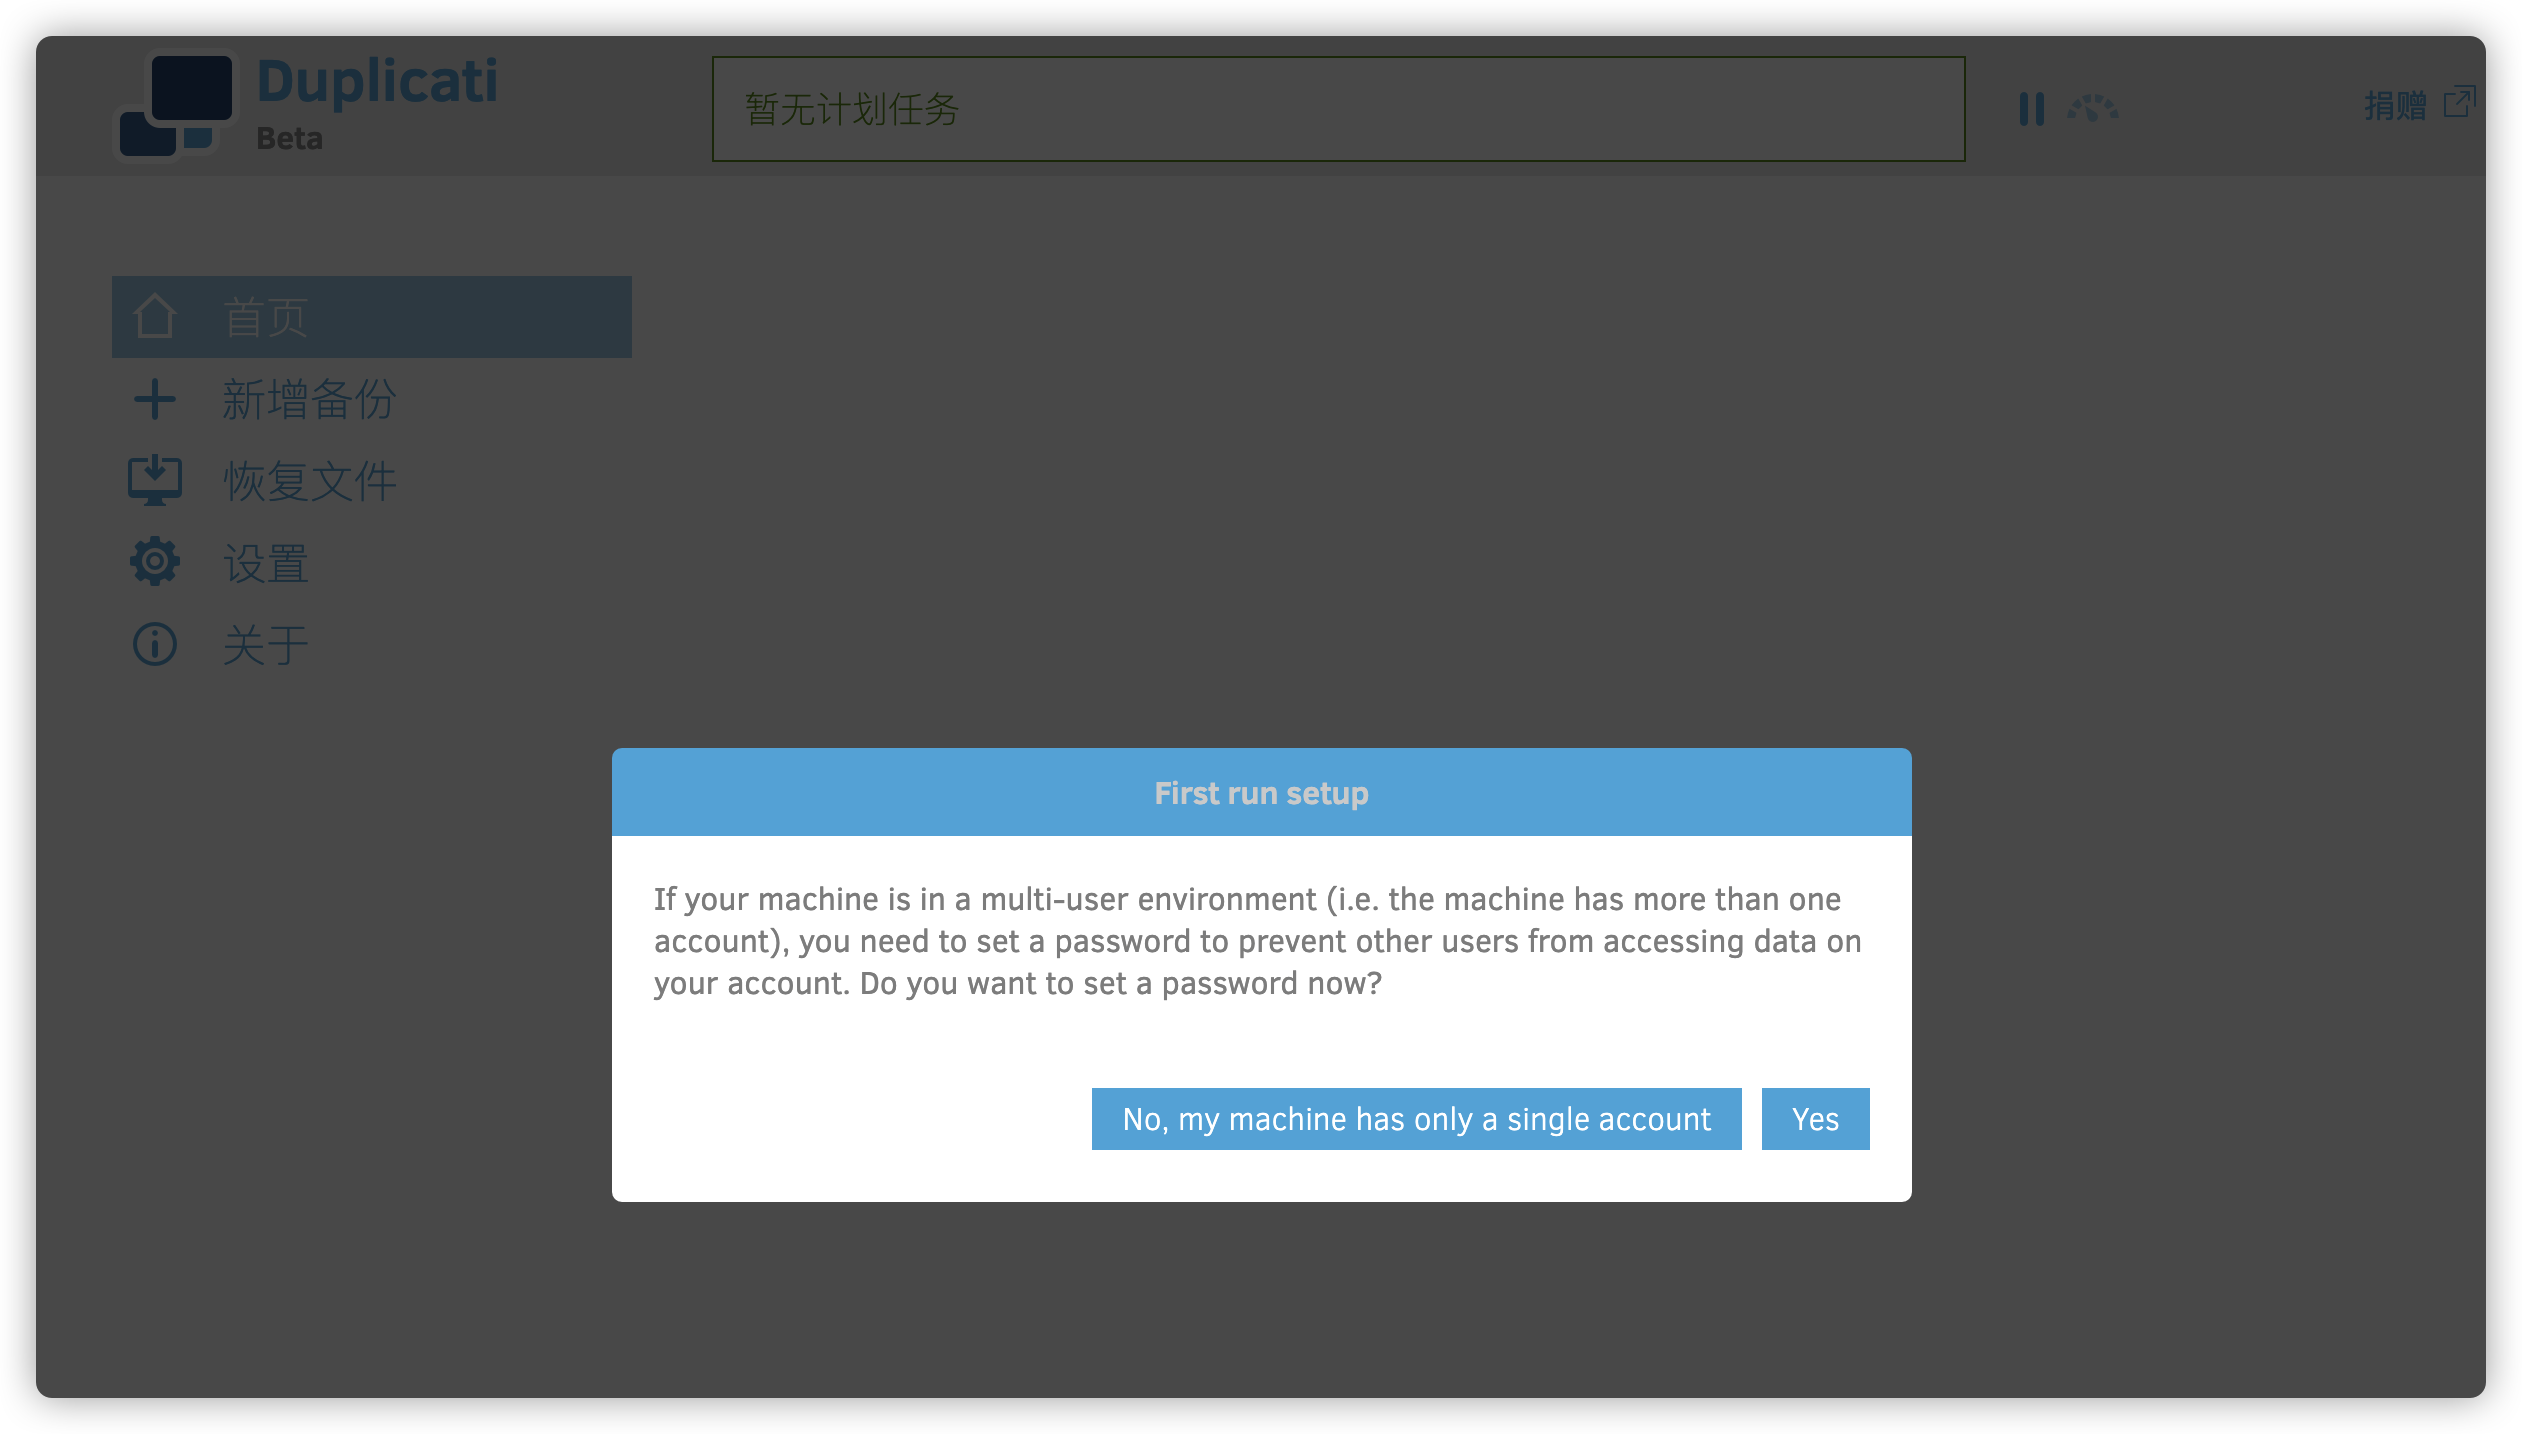 Duplicati
Beta
暂无计划任务
捐赠
首页
新增备份
恢复文件
设置
关于
First run setup
If your machine is in a multi-user environment (i.e. the machine has more than one
account), you need to set a password to prevent other users from accessing data on
your account. Do you want to set a password now?
No, my machine has only a single account
Yes